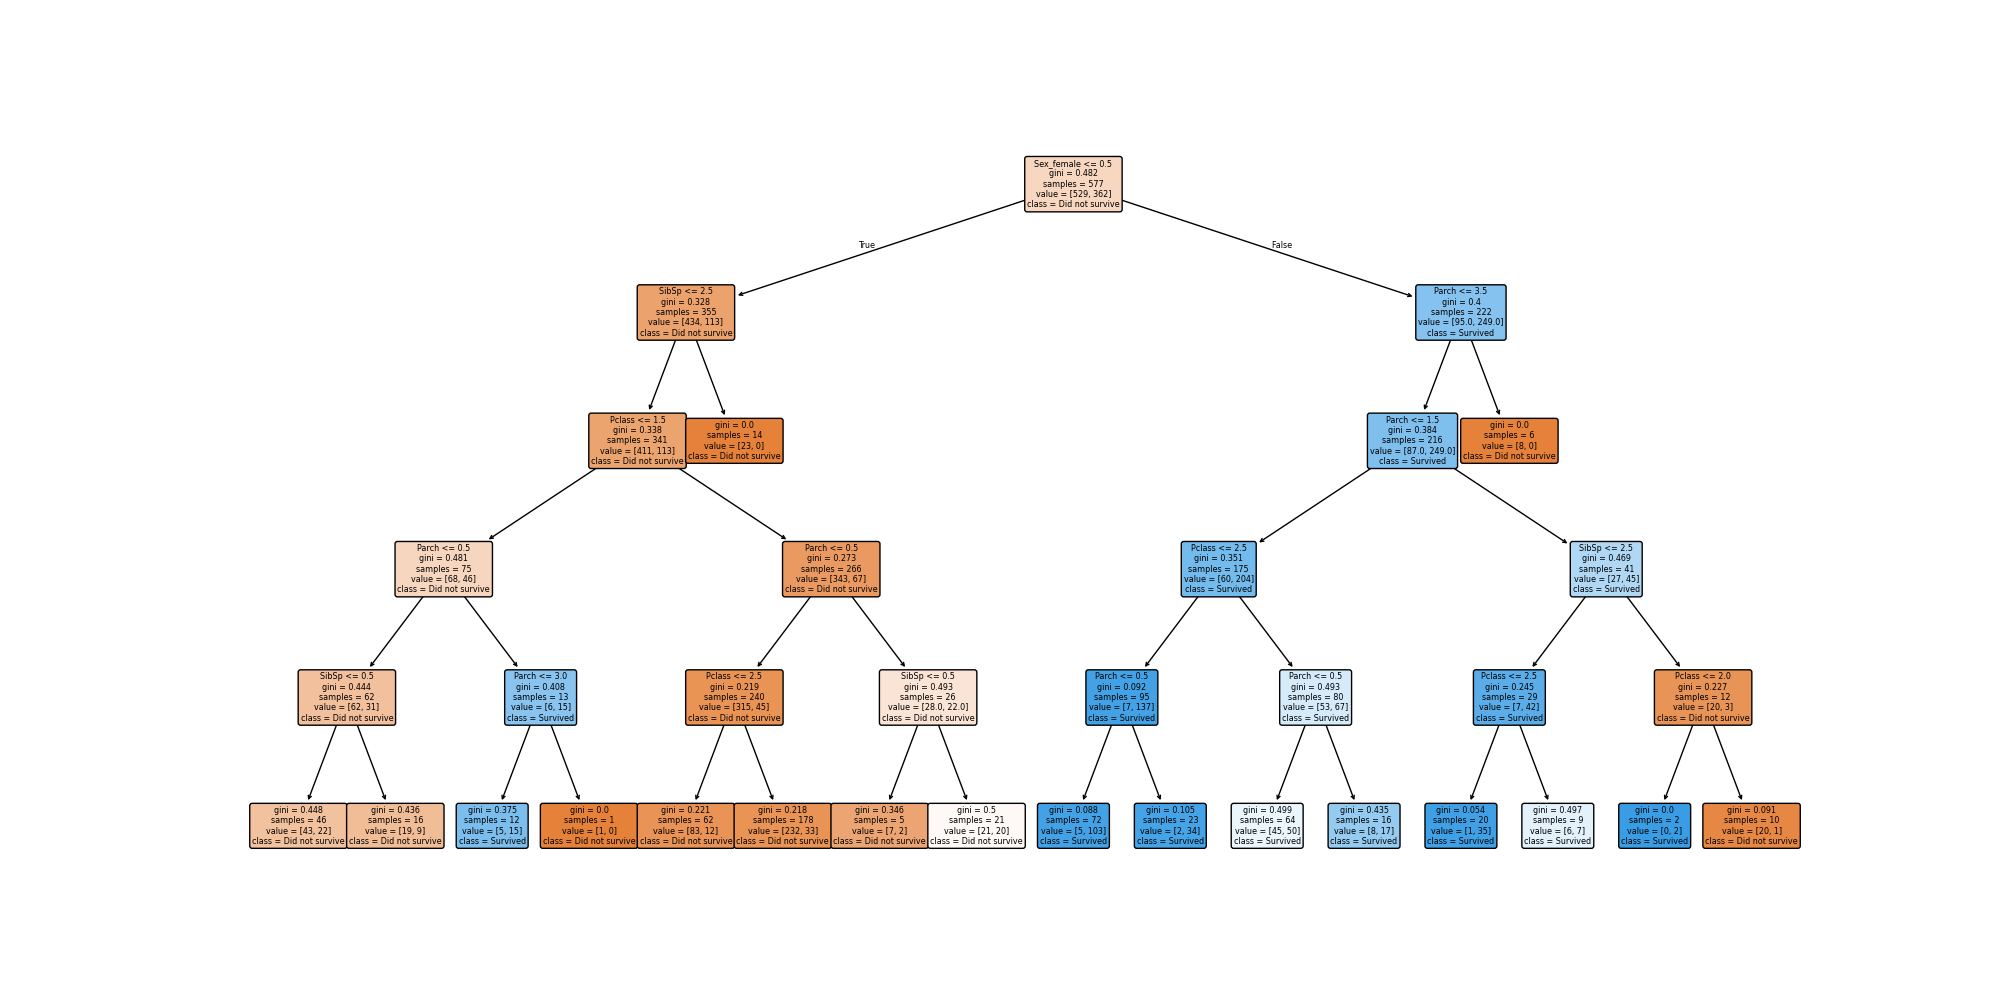 Sex_female <= 0.5
gini = 0.482
samples = 577
value = [529, 362]
class = Did not survive
True
False
SibSp <= 2.5
gini = 0.328
samples = 355
value = [434, 113]
class = Did not survive
Parch <= 3.5
gini = 0.4
samples = 222
value = [95.0, 249.0]
class = Survived
Pclass <= 1.5
gini = 0.338
samples = 341
value = [411, 113]
class = Did not survive
gini = 0.0
samples = 14
value = [23, 0]
class = Did not survive
Parch <= 1.5
gini = 0.384
samples = 216
value = [87.0, 249.0]
class = Survived
gini = 0.0
samples = 6
value = [8, 0]
class = Did not survive
Parch <= 0.5
gini = 0.481
samples = 75
value = [68, 46]
class = Did not survive
Parch <= 0.5
gini = 0.273
samples = 266
value = [343, 67]
class = Did not survive
Pclass <= 2.5
gini = 0.351
samples = 175
value = [60, 204]
class = Survived
SibSp <= 2.5
gini = 0.469
samples = 41
value = [27, 45]
class = Survived
SibSp <= 0.5
gini = 0.444
samples = 62
value = [62, 31]
class = Did not survive
Parch <= 3.0
gini = 0.408
samples = 13
value = [6, 15]
class = Survived
Pclass <= 2.5
gini = 0.219
samples = 240
value = [315, 45]
class = Did not survive
SibSp <= 0.5
gini = 0.493
samples = 26
value = [28.0, 22.0]
class = Did not survive
Parch <= 0.5
gini = 0.092
samples = 95
value = [7, 137]
class = Survived
Parch <= 0.5
gini = 0.493
samples = 80
value = [53, 67]
class = Survived
Pclass <= 2.5
gini = 0.245
samples = 29
value = [7, 42]
class = Survived
Pclass <= 2.0
gini = 0.227
samples = 12
value = [20, 3]
class = Did not survive
gini = 0.448
samples = 46
value = [43, 22]
class = Did not survive
gini = 0.436
samples = 16
value = [19, 9]
class = Did not survive
gini = 0.375
samples = 12
value = [5, 15]
class = Survived
gini = 0.0
samples = 1
value = [1, 0]
class = Did not survive
gini = 0.221
samples = 62
value = [83, 12]
class = Did not survive
gini = 0.218
samples = 178
value = [232, 33]
class = Did not survive
gini = 0.346
samples = 5
value = [7, 2]
class = Did not survive
gini = 0.5
samples = 21
value = [21, 20]
class = Did not survive
gini = 0.088
samples = 72
value = [5, 103]
class = Survived
gini = 0.105
samples = 23
value = [2, 34]
class = Survived
gini = 0.499
samples = 64
value = [45, 50]
class = Survived
gini = 0.435
samples = 16
value = [8, 17]
class = Survived
gini = 0.054
samples = 20
value = [1, 35]
class = Survived
gini = 0.497
samples = 9
value = [6, 7]
class = Survived
gini = 0.0
samples = 2
value = [0, 2]
class = Survived
gini = 0.091
samples = 10
value = [20, 1]
class = Did not survive